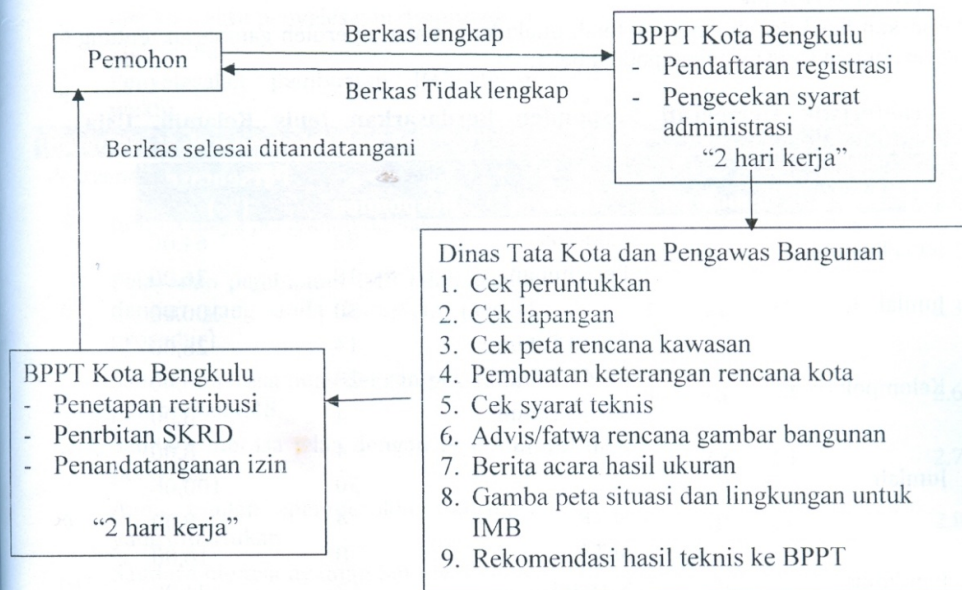 Pemohon
Berkas lengkap
Berkas Tidak lengkap
BPPT Kota Bengkulu
- Pendaftaran registrasi
- Pengecekan syarat
administrasi
“2 hari kerja”
Berkas selesai ditandatangani
Dinas Tata Kota dan Pengawas Bangunan
1. Cek peruntukkan
2. Cek lapangan
3. Cek peta rencana kawasan
4. Pembuatan keterangan rencana kota
5. Cek syarat teknis
6. Advis/fatwa rencana gambar bangunan
7. Berita acara hasil ukuran
8. Gamba peta situasi dan lingkungan untuk
IMB
9. Rekomendasi hasil teknis ke BPPT
BPPT Kota Bengkulu
- Penetapan retribusi
- Penrbitan SKRD
- Penandatanganan izin
“2 hari kerja”